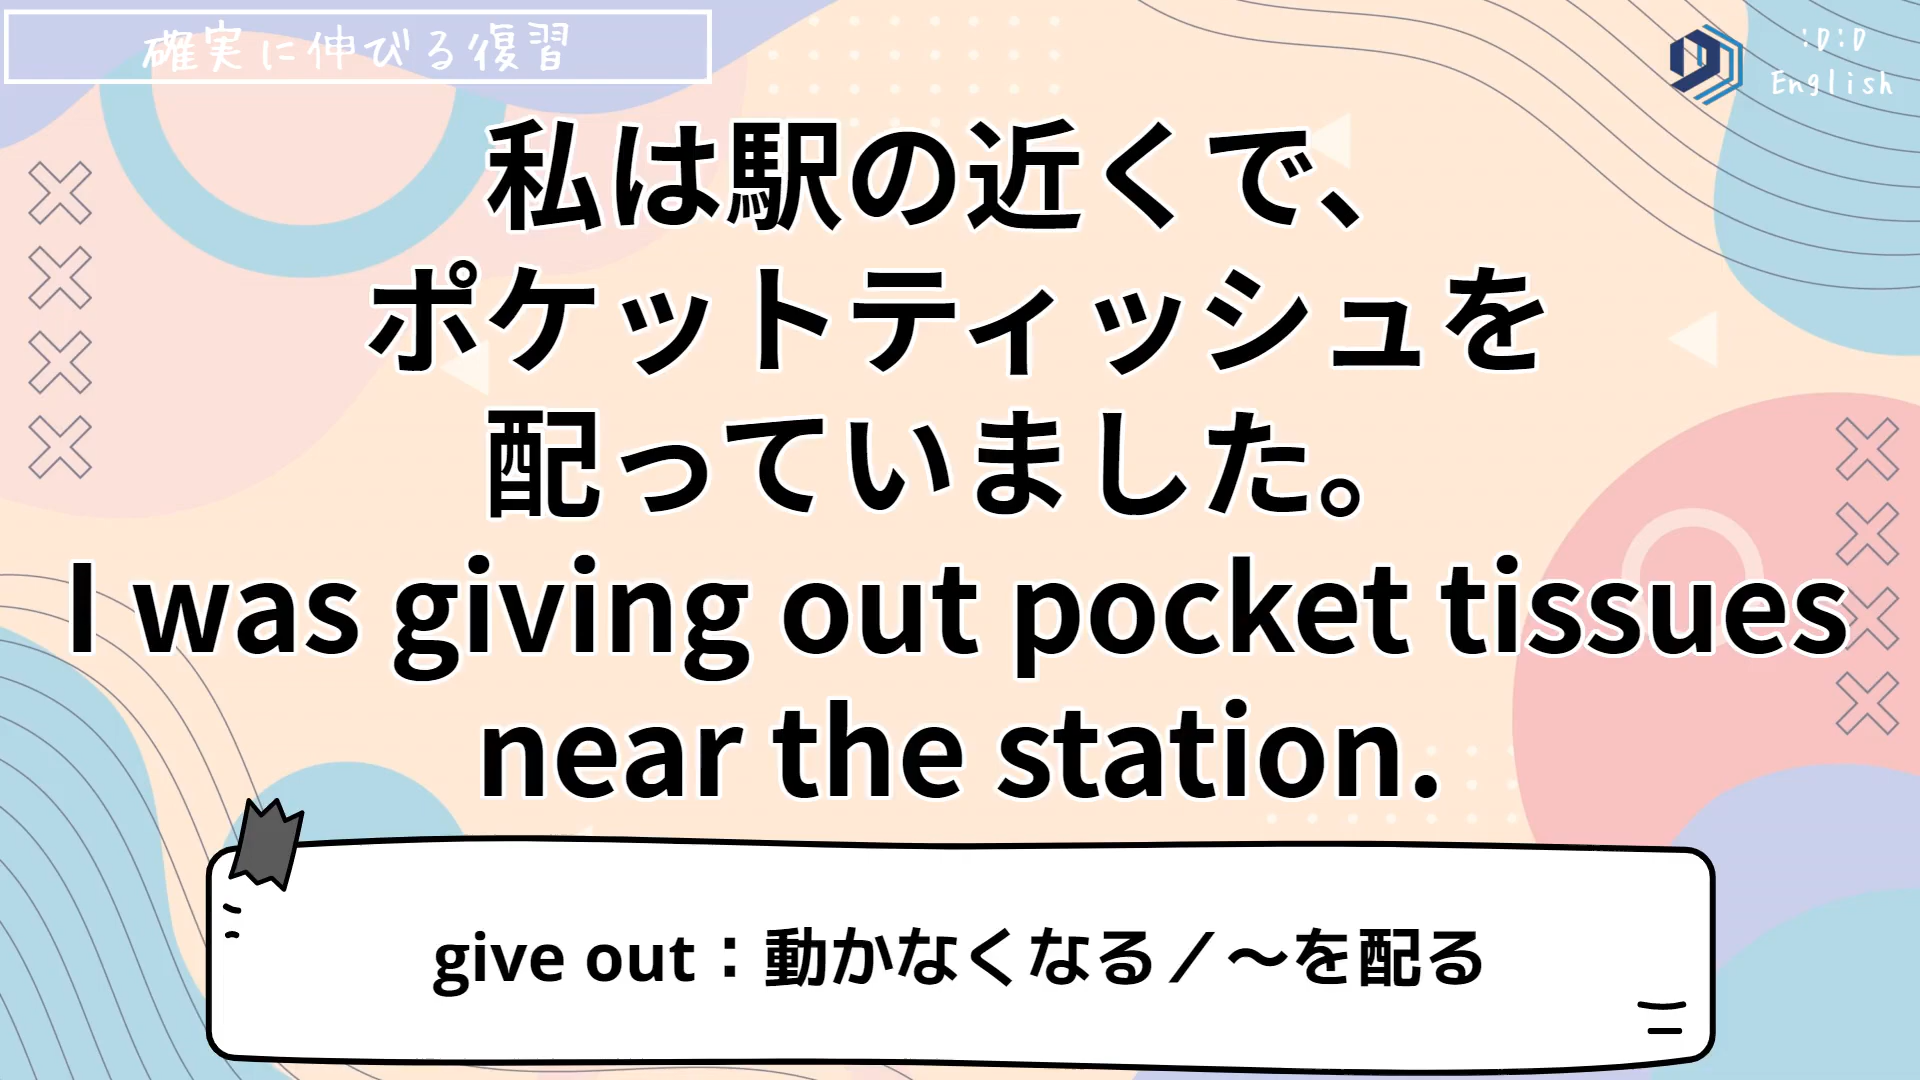 確実に伸びる復習
:D:D
English
私は駅の近くで、
ポケットティッシュを
配っていました。
I was giving out pocket tissues
near the station.
give out：動かなくなる／〜を配る